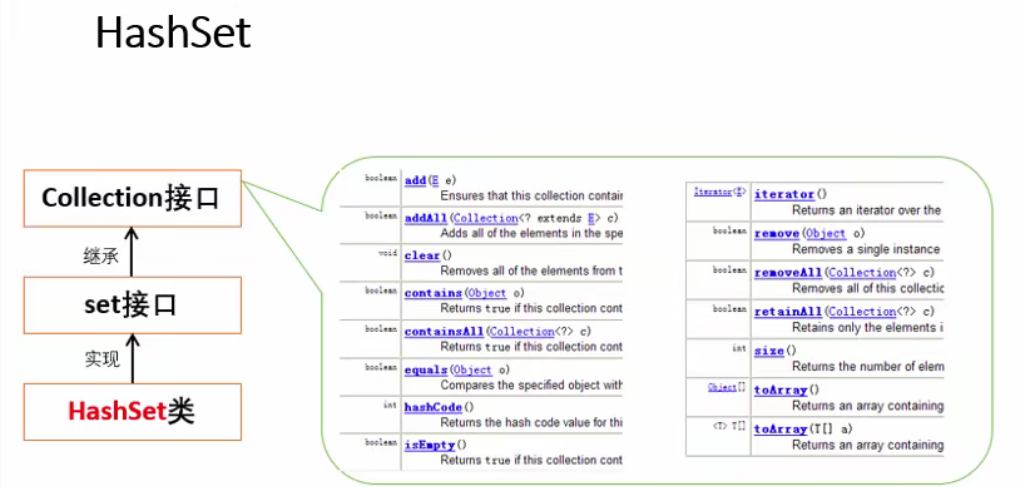 HashSet
Collection接口
继承
set接口
实现
HashSet类
boolean add(E e)
Ensures that this collection contain
boolean addAll(Collection<? extends E> c)
Adds all of the elements in the spe
void clear()
Removes all of the elements from t
boolean contains(Object o)
Returns true if this collection cont
boolean containsAll(Collection<?> c)
Returns true if this collection cont
boolean equals(Object o)
Compares the specified object with
int hashCode()
Returns the hash code value for thi
boolean isEmpty()
Returns true if this collection cont
Iterator<E> iterator()
Returns an iterator over the
boolean remove(Object o)
Removes a single instance
boolean removeAll(Collection<?> c)
Removes all of this collectio
boolean retainAll(Collection<?> c)
Retains only the elements i
int size()
Returns the number of elem
Object[] toArray()
Returns an array containing
<T> T[] toArray(T[] a)
Returns an array containing